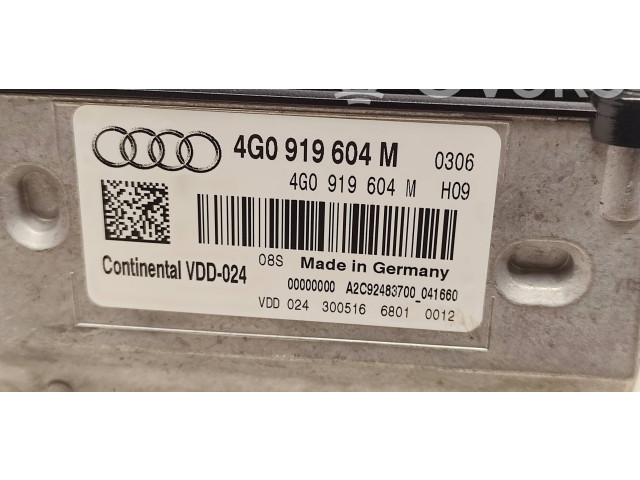 4G0 919 604 M 0306
4G0 919 604 M H09
08S Made in Germany
Continental VDD-024
00000000 A2C92483700_041660
VDD 024 300516 6801 0012